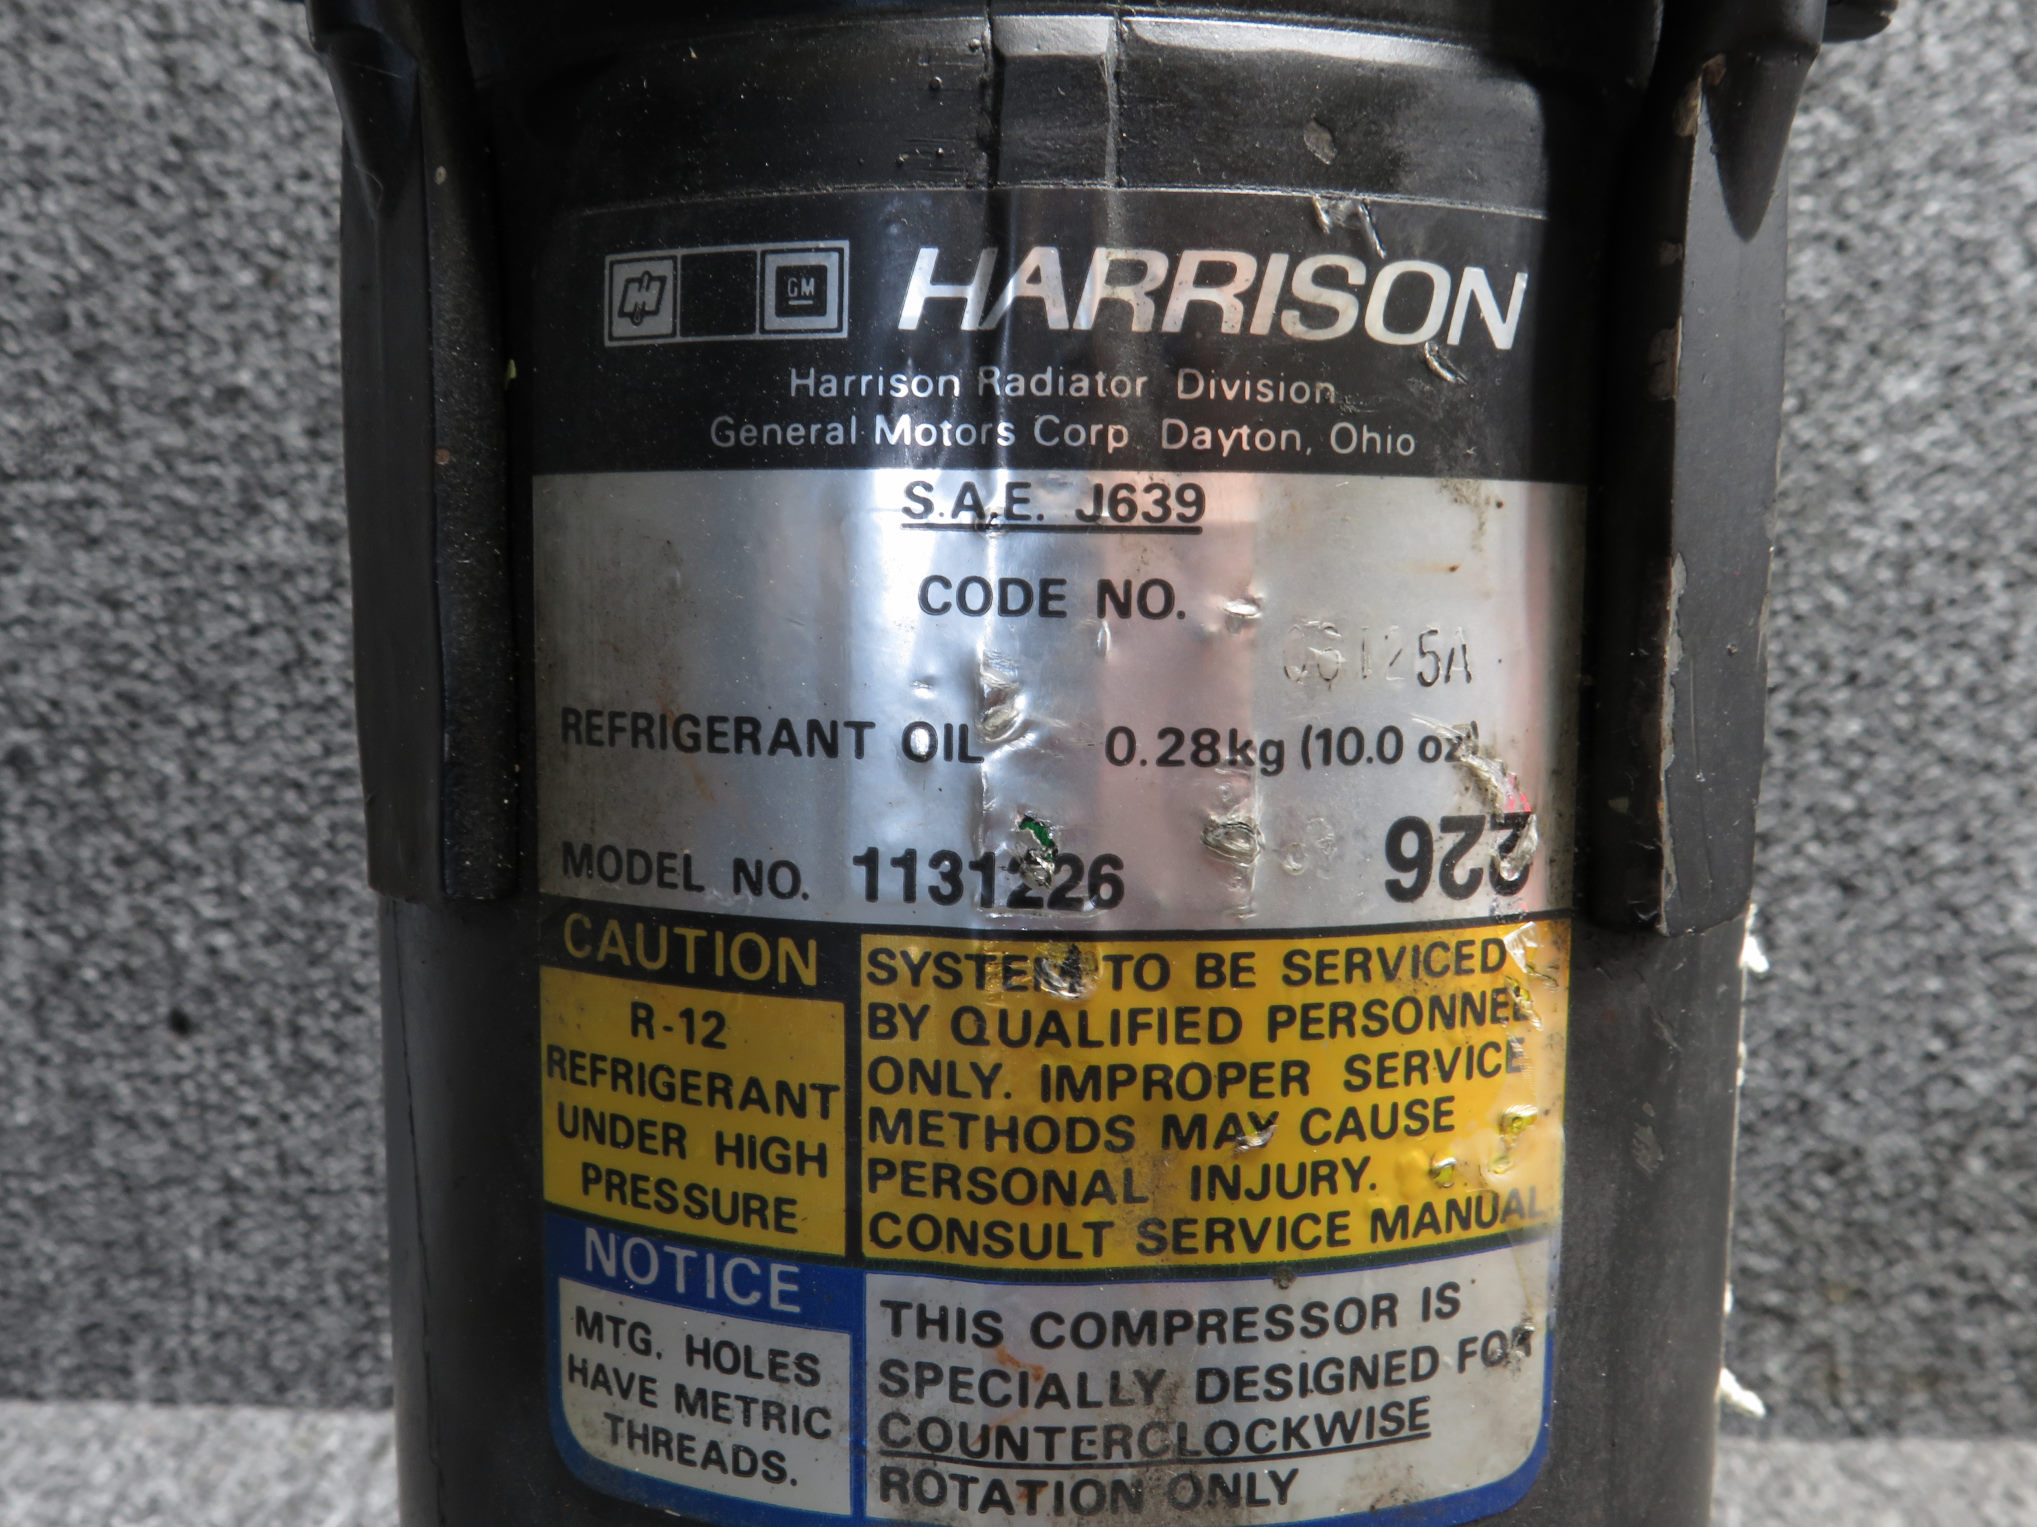 GM
HARRISON
Harrison Radiator Division
General Motors Corp Dayton, Ohio
S.A.E. J639
CODE NO.
REFRIGERANT OIL 0.28kg (10.0 oz)
226
MODEL NO. 1131226
CAUTION
R-12
REFRIGERANT
UNDER HIGH
PRESSURE
SYSTEM TO BE SERVICED
BY QUALIFIED PERSONNEL
ONLY. IMPROPER SERVICE
METHODS MAY CAUSE
PERSONAL INJURY.
CONSULT SERVICE MANUAL
NOTICE
MTG. HOLES
HAVE METRIC
THREADS.
THIS COMPRESSOR IS
SPECIALLY DESIGNED FOR
COUNTERCLOCKWISE
ROTATION ONLY